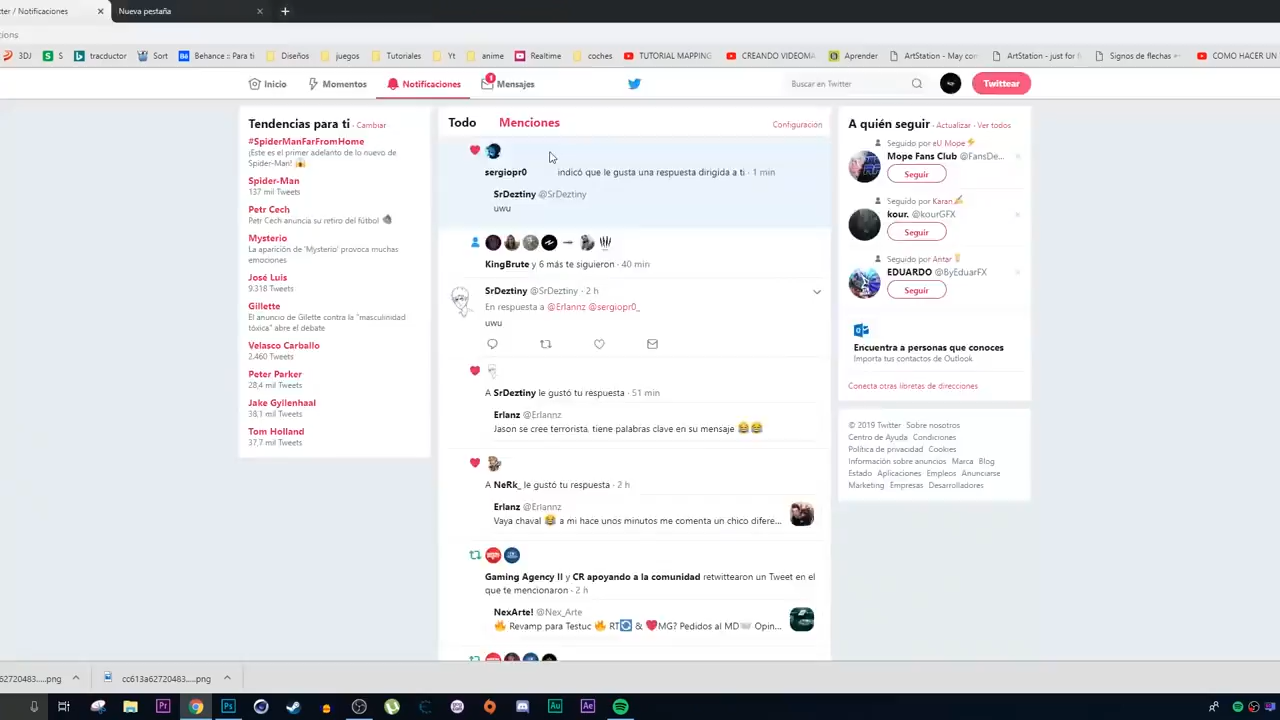 tter / Notificaciones
Nueva pestaña
ions
3D|
S
tracductor
Sort
Behance :: Para ti
Diseños
juegos
Tutoriales
Yt
anime
Realtime
coches
TUTORIAL MAPPING
CREANDO VIDEOMA
Aprender
ArtStation - May com
ArtStation - just for f
Signos de flechas
COMO HACER UN
Inicio
Momentos
Notificaciones
1
Mensajes
Buscar en Twitter
Twittear
Tendencias para ti · Cambiar
#SpiderManFarFromHome
¡Este es el primer adelanto de lo nuevo de
Spider-Man! 😱
Spider-Man
137 mil Tweets
Petr Cech
Petr Cech anuncia su retiro del fútbol
Mysterio
La aparición de 'Mysterio' provoca muchas
emociones
José Luis
9.318 Tweets
Gillette
El anuncio de Gillette contra la "masculinidad
tóxica" abre el debate
Velasco Carballo
2.460 Tweets
Peter Parker
28,4 mil Tweets
Jake Gyllenhaal
38,1 mil Tweets
Tom Holland
37,7 mil Tweets
Todo
Menciones
Configuración
sergiopr0 indicó que le gusta una respuesta dirigida a ti · 1 min
SrDeztiny @SrDeztiny
uwu
KingBrute y 6 más te siguieron · 40 min
SrDeztiny @SrDeztiny · 2 h
En respuesta a @Erlannz @sergiopr0_
uwu
A SrDeztiny le gustó tu respuesta · 51 min
Erlanz @Erlannz
Jason se cree terrorista, tiene palabras clave en su mensaje 😂😂
A NeRk_ le gustó tu respuesta · 2 h
Erlanz @Erlannz
Vaya chaval 😂 a mi hace unos minutos me comenta un chico difere...
Gaming Agency II y CR apoyando a la comunidad retwittearon un Tweet en el
que te mencionaron · 2 h
NexArte! @Nex_Arte
🔥 Revamp para Testuc 🔥 RT🔄 & ❤MG? Pedidos al MD📨 Opin...
A quién seguir · Actualizar · Ver todos
Seguido por eU Mope⚡
Mope Fans Club @FansDe...
Seguir
Seguido por Karan
kour. @kourGFX
Seguir
Seguido por Antar
EDUARDO @ByEduarFX
Seguir
Encuentra a personas que conoces
Importa tus contactos de Outlook.
Conecta otras libretas de direcciones
© 2019 Twitter Sobre nosotros
Centro de Ayuda Condiciones
Política de privacidad Cookies
Información sobre anuncios Marca Blog
Estado Aplicaciones Empleos Anunciarse
Marketing Empresas Desarrolladores
62720....png
cc613a62720....png
Pr
Ps
Au
Ae